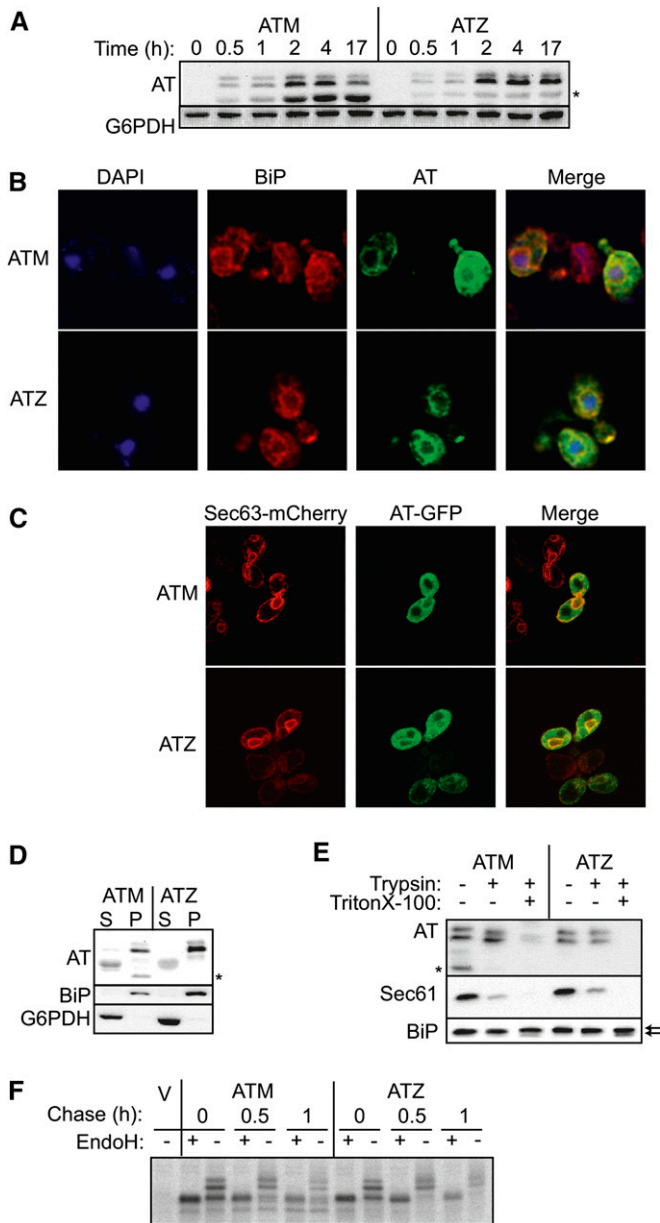 A
ATM ATZ
Time (h): 0 0.5 1 2 4 17 0 0.5 1 2 4 17
AT
*
G6PDH
B
DAPI BiP AT Merge
ATM
ATZ
C
Sec63-mCherry AT-GFP Merge
ATM
ATZ
D
ATM ATZ
S P S P
AT
*
BiP
G6PDH
E
ATM ATZ
Trypsin: - + + - + +
TritonX-100: - - + - - +
AT
*
Sec61
BiP
F
V ATM ATZ
Chase (h): 0 0.5 1 0 0.5 1
EndoH: - + - + - + - + - + - + -